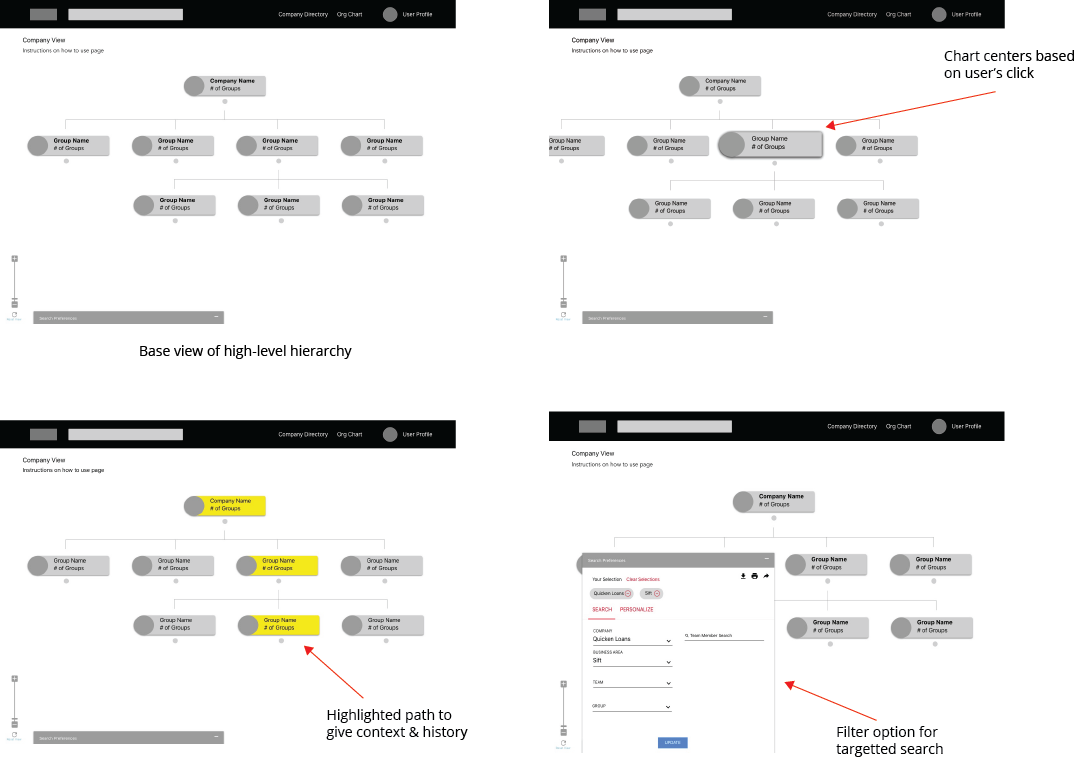 Company Directory Org Chart User Profile
Company View
Instructions on how to use page
Company Name
# of Groups
Group Name
# of Groups
Group Name
# of Groups
Group Name
# of Groups
Group Name
# of Groups
Group Name
# of Groups
Group Name
# of Groups
Group Name
# of Groups
Search Preferences
Base view of high-level hierarchy
Company Directory Org Chart User Profile
Company View
Instructions on how to use page
Chart centers based
on user's click
Company Name
# of Groups
Group Name
# of Groups
Group Name
# of Groups
Group Name
# of Groups
Group Name
# of Groups
Group Name
# of Groups
Group Name
# of Groups
Group Name
# of Groups
Search Preferences
Company Directory Org Chart User Profile
Company View
Instructions on how to use page
Company Name
# of Groups
Group Name
# of Groups
Group Name
# of Groups
Group Name
# of Groups
Group Name
# of Groups
Group Name
# of Groups
Group Name
# of Groups
Group Name
# of Groups
Highlighted path to
give context & history
Search Preferences
Company Directory Org Chart User Profile
Company View
Instructions on how to use page
Company Name
# of Groups
Search Preferences
Your Selection Clear Selections
Quicken Loans Sift
SEARCH PERSONALIZE
COMPANY
Quicken Loans
Team Member Search
BUSINESS AREA
Sift
TEAM
GROUP
UPDATE
Group Name
# of Groups
Group Name
# of Groups
Group Name
# of Groups
Group Name
# of Groups
Filter option for
targetted search